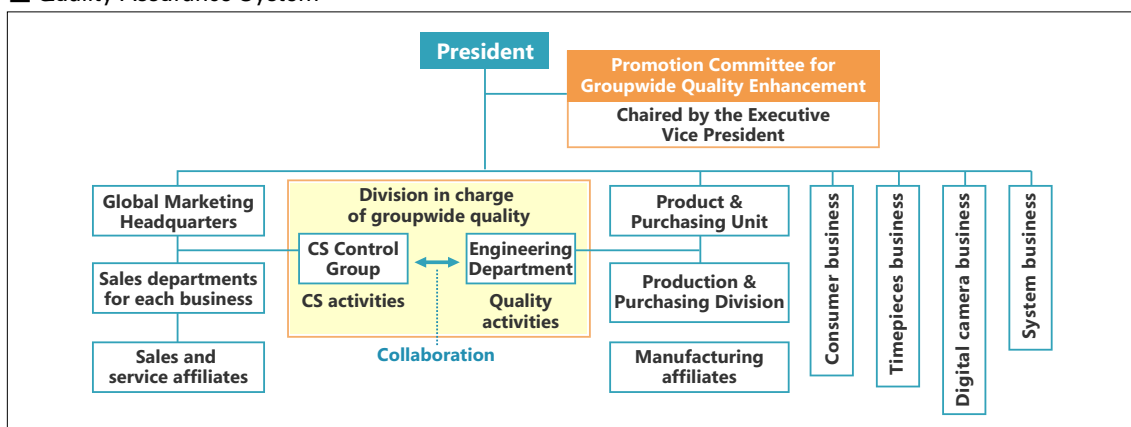 Quality Assurance System
President
Promotion Committee for
Groupwide Quality Enhancement
Chaired by the Executive
Vice President
Global Marketing
Headquarters
Division in charge
of groupwide quality
Product &
Purchasing Unit
CS Control
Group
Engineering
Department
Sales departments
for each business
CS activities
Quality
activities
Production &
Purchasing Division
Collaboration
Sales and
service affiliates
Manufacturing
affiliates
Consumer business
Timepieces business
Digital camera business
System business